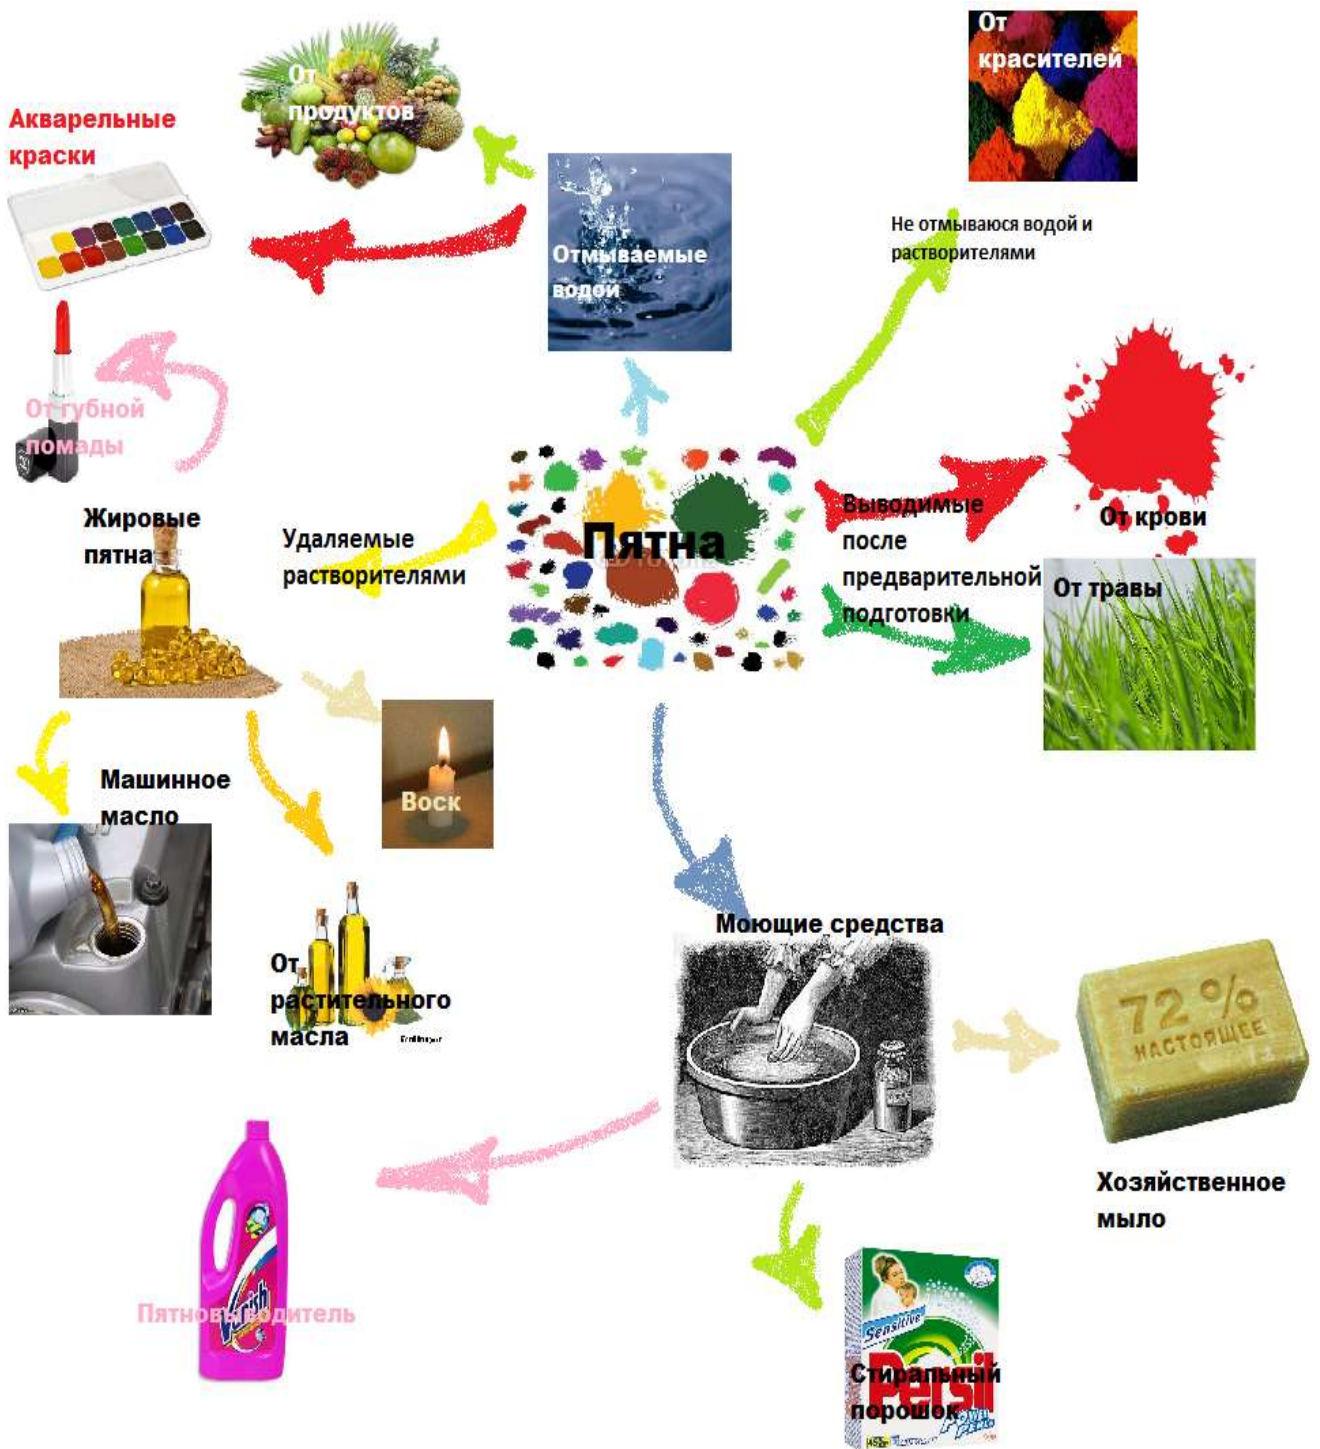 От
красителей
От
продуктов
Акварельные
краски
Отмываемые
водой
Не отмываюся водой и
растворителями
От губной
помады
Жировые
пятна
Удаляемые
растворителями
Пятна
Выводимые
после
предварительной
подготовки
От крови
От травы
Машинное
масло
Воск
От
растительного
масла
Моющие средства
72 %
НАСТОЯЩЕЕ
Хозяйственное
мыло
Vanish
Пятновыводитель
Sensitive
Persil
Стиральный
порошок